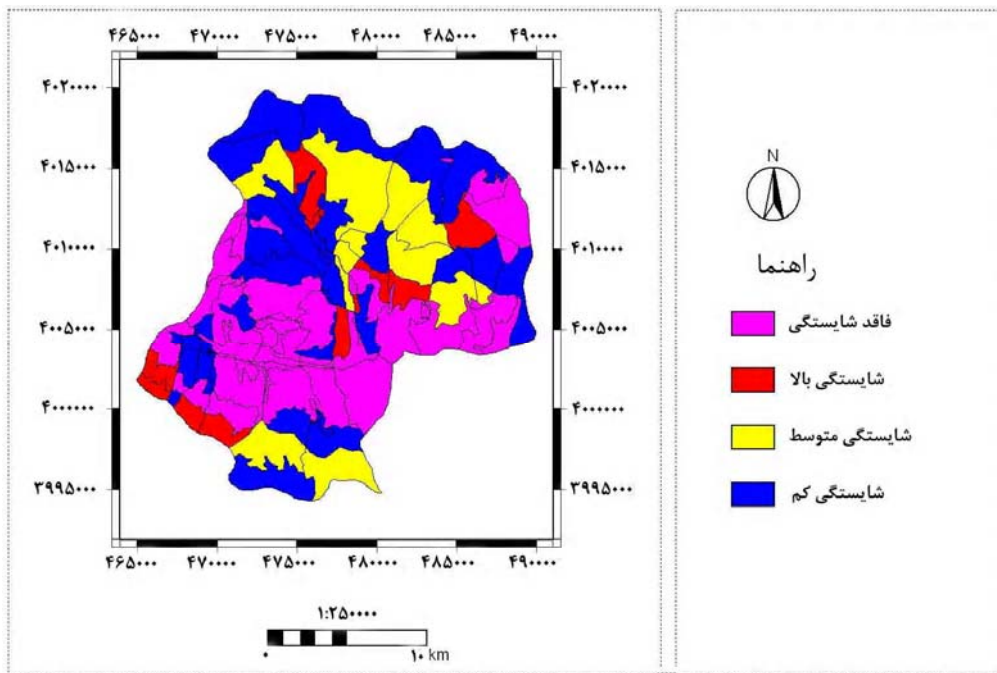 ۴۶۵۰۰۰ ۴۷۰۰۰۰ ۴۷۵۰۰۰ ۴۸۰۰۰۰ ۴۸۵۰۰۰ ۴۹۰۰۰۰
۴۰۲۰۰۰۰ ۴۰۲۰۰۰۰
۴۰۱۵۰۰۰ ۴۰۱۵۰۰۰
۴۰۱۰۰۰۰ ۴۰۱۰۰۰۰
۴۰۰۵۰۰۰ ۴۰۰۵۰۰۰
۴۰۰۰۰۰۰ ۴۰۰۰۰۰۰
۳۹۹۵۰۰۰ ۳۹۹۵۰۰۰
۴۶۵۰۰۰ ۴۷۰۰۰۰ ۴۷۵۰۰۰ ۴۸۰۰۰۰ ۴۸۵۰۰۰ ۴۹۰۰۰۰
۱:۲۵۰۰۰۰
۰ ۱۰ km
N
راهنما
فاقد شایستگی
شایستگی بالا
شایستگی متوسط
شایستگی کم